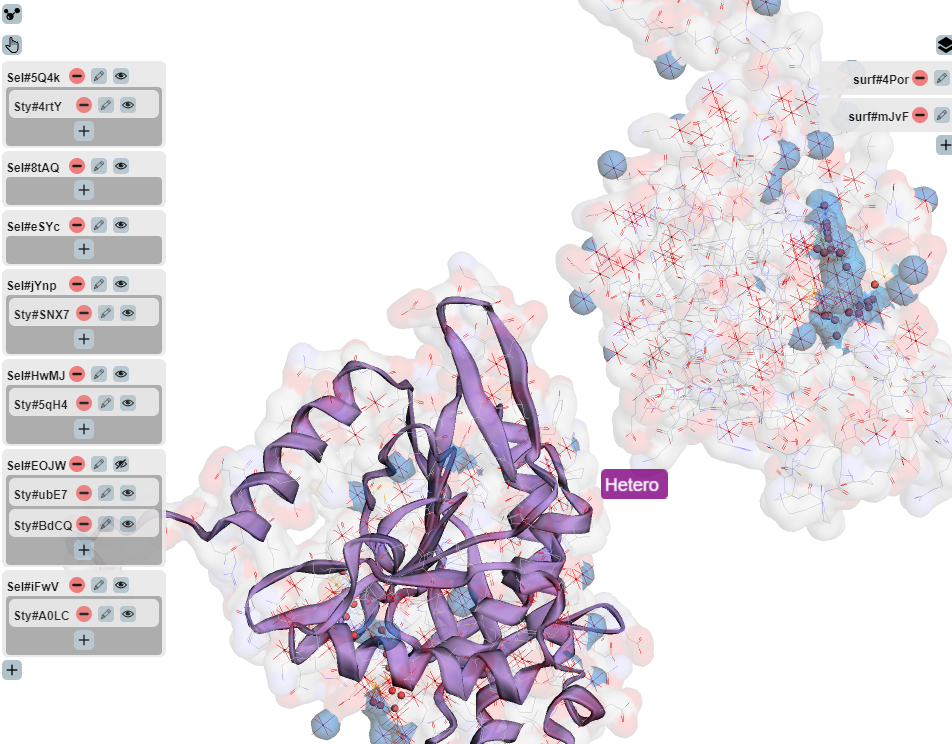 Sel#5Q4k
Sty#4rtY
Sel#8tAQ
Sel#eSYc
Sel#jYnp
Sty#SNX7
Sel#HwMJ
Sty#5qH4
Sel#EOJW
Sty#ubE7
Sty#BdCQ
Sel#iFwV
Sty#A0LC
surf#4Por
surf#mJvF
Hetero